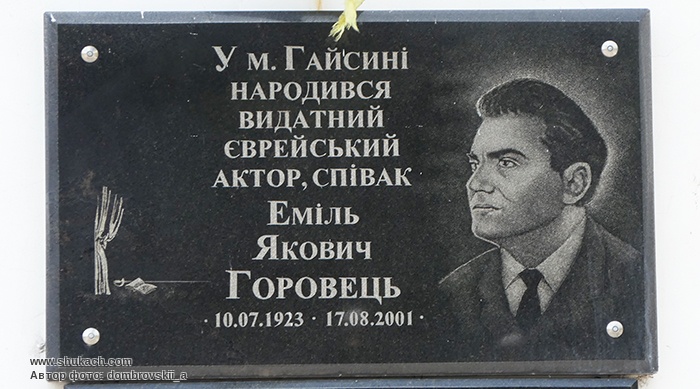 У м. Гайсині
народився
видатний
єврейський
актор, співак
Еміль
Якович
Горовець
· 10.07.1923 · 17.08.2001 ·
www.shukach.com
Автор фото: dombrovskii_a